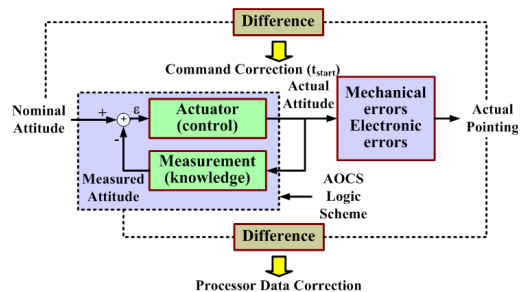 Difference
Command Correction (tstart)
Nominal
Attitude
+
ε
-
Actuator
(control)
Actual
Attitude
Mechanical
errors
Electronic
errors
Actual
Pointing
Measurement
(knowledge)
Measured
Attitude
AOCS
Logic
Scheme
Difference
Processor Data Correction